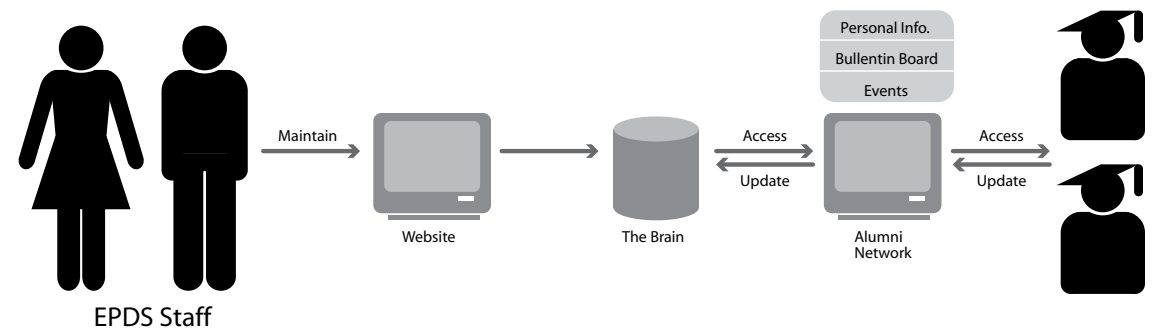 Personal Info.
Bullentin Board
Events
Maintain
Access
Update
Access
Update
Website
The Brain
Alumni
Network
EPDS Staff